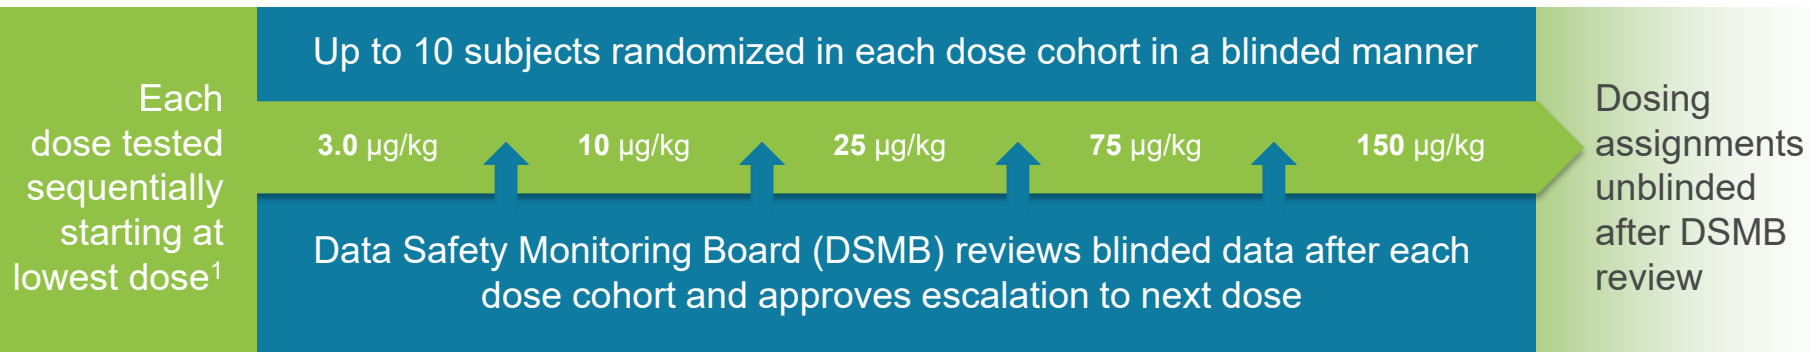 Each
dose tested
sequentially
starting at
lowest dose¹
Up to 10 subjects randomized in each dose cohort in a blinded manner
3.0 µg/kg
10 µg/kg
25 µg/kg
75 µg/kg
150 µg/kg
Data Safety Monitoring Board (DSMB) reviews blinded data after each
dose cohort and approves escalation to next dose
Dosing
assignments
unblinded
after DSMB
review